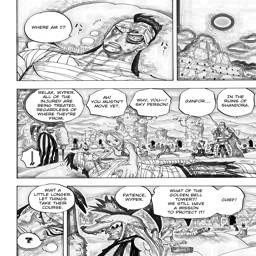 WHERE AM I?
RELAX, WYPER.
ALL OF THE
INJURED ARE
BEING TREATED,
REGARDLESS OF
WHERE THEY'RE
FROM.
AH! YOU
MUSTN'T
MOVE YET.
WHY, YOU--!
SKY PERSON!
GANFOR...
IN THE
RUINS OF
SHANDORA.
WAIT A
LITTLE LONGER.
LET THINGS
TAKE THEIR
COURSE.
PATIENCE,
WYPER.
WHAT OF THE
GOLDEN BELL
TOWER!?
WE STILL HAVE
A MISSION
TO PROTECT IT!
CHIEF!